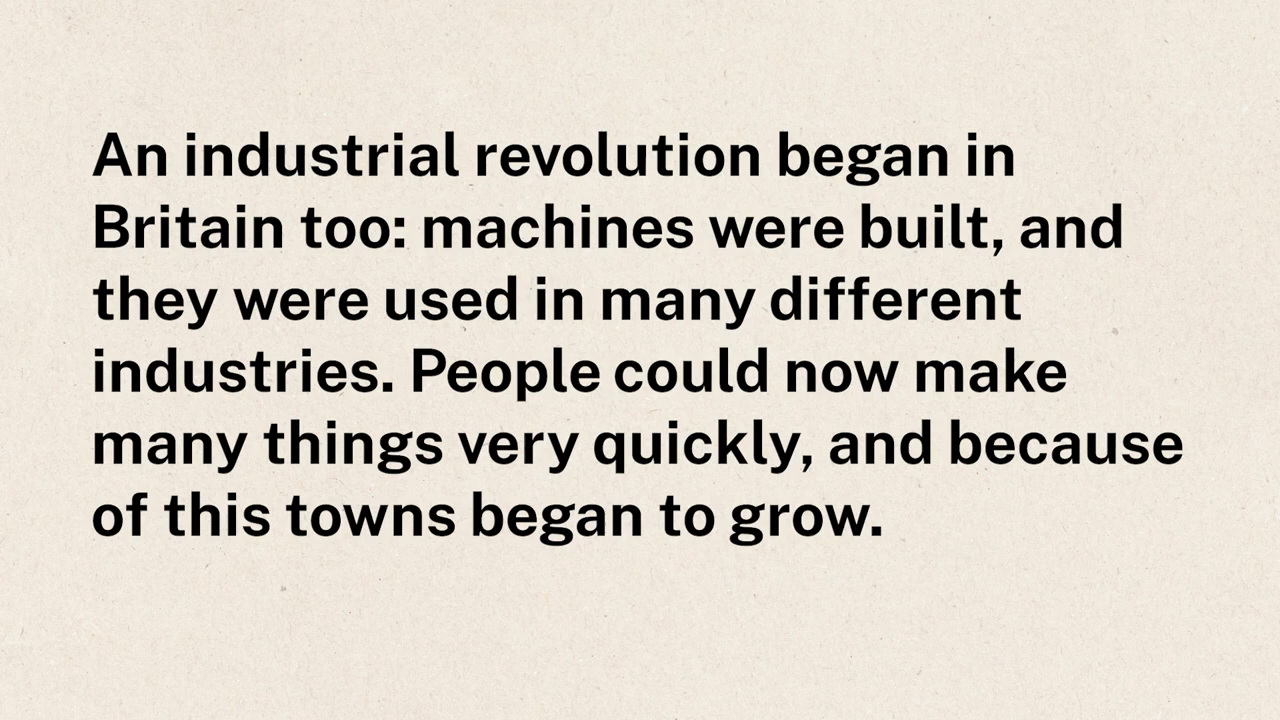 An industrial revolution began in
Britain too: machines were built, and
they were used in many different
industries. People could now make
many things very quickly, and because
of this towns began to grow.